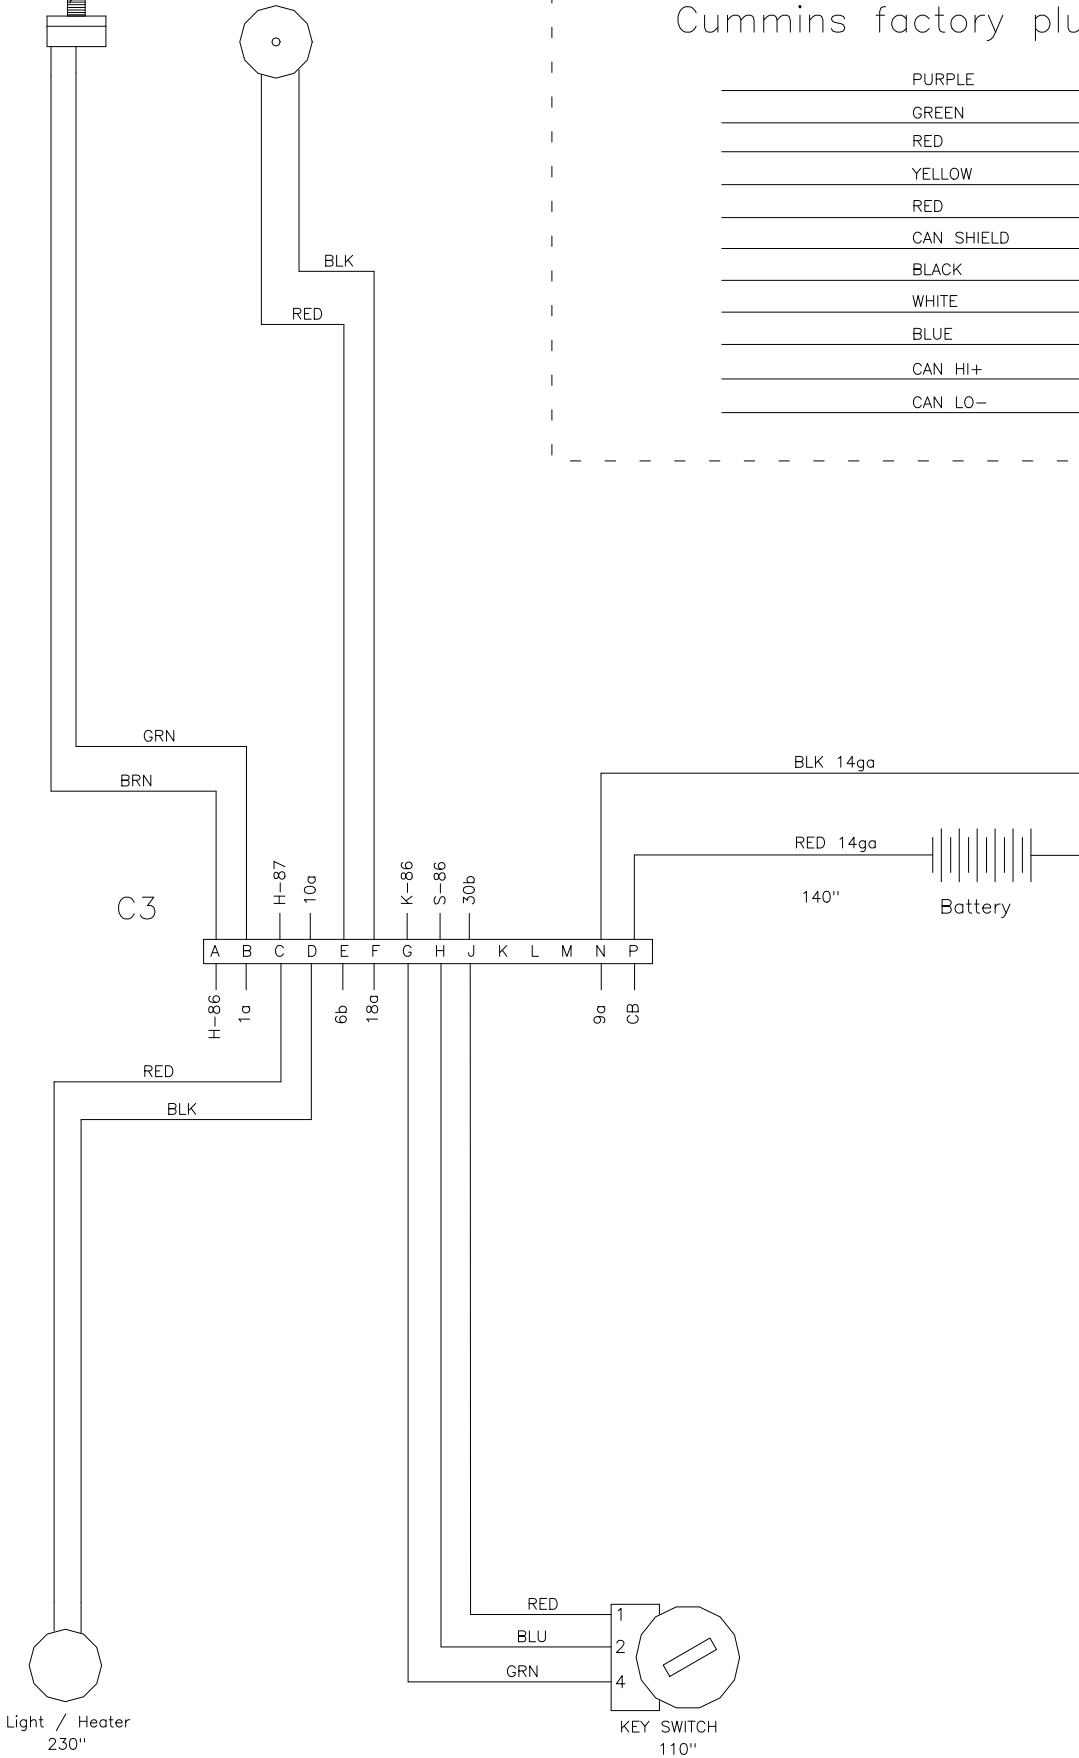 Cummins factory plu
PURPLE
GREEN
RED
YELLOW
RED
CAN SHIELD
BLACK
WHITE
BLUE
CAN HI+
CAN LO-
BLK
RED
GRN
BRN
BLK 14ga
RED 14ga
140"
Battery
C3
H-87
10a
K-86
S-86
30b
A B C D E F G H J K L M N P
H-86
1a
6b
18a
9a
CB
RED
BLK
RED
BLU
GRN
1
2
4
KEY SWITCH
110"
Light / Heater
230"